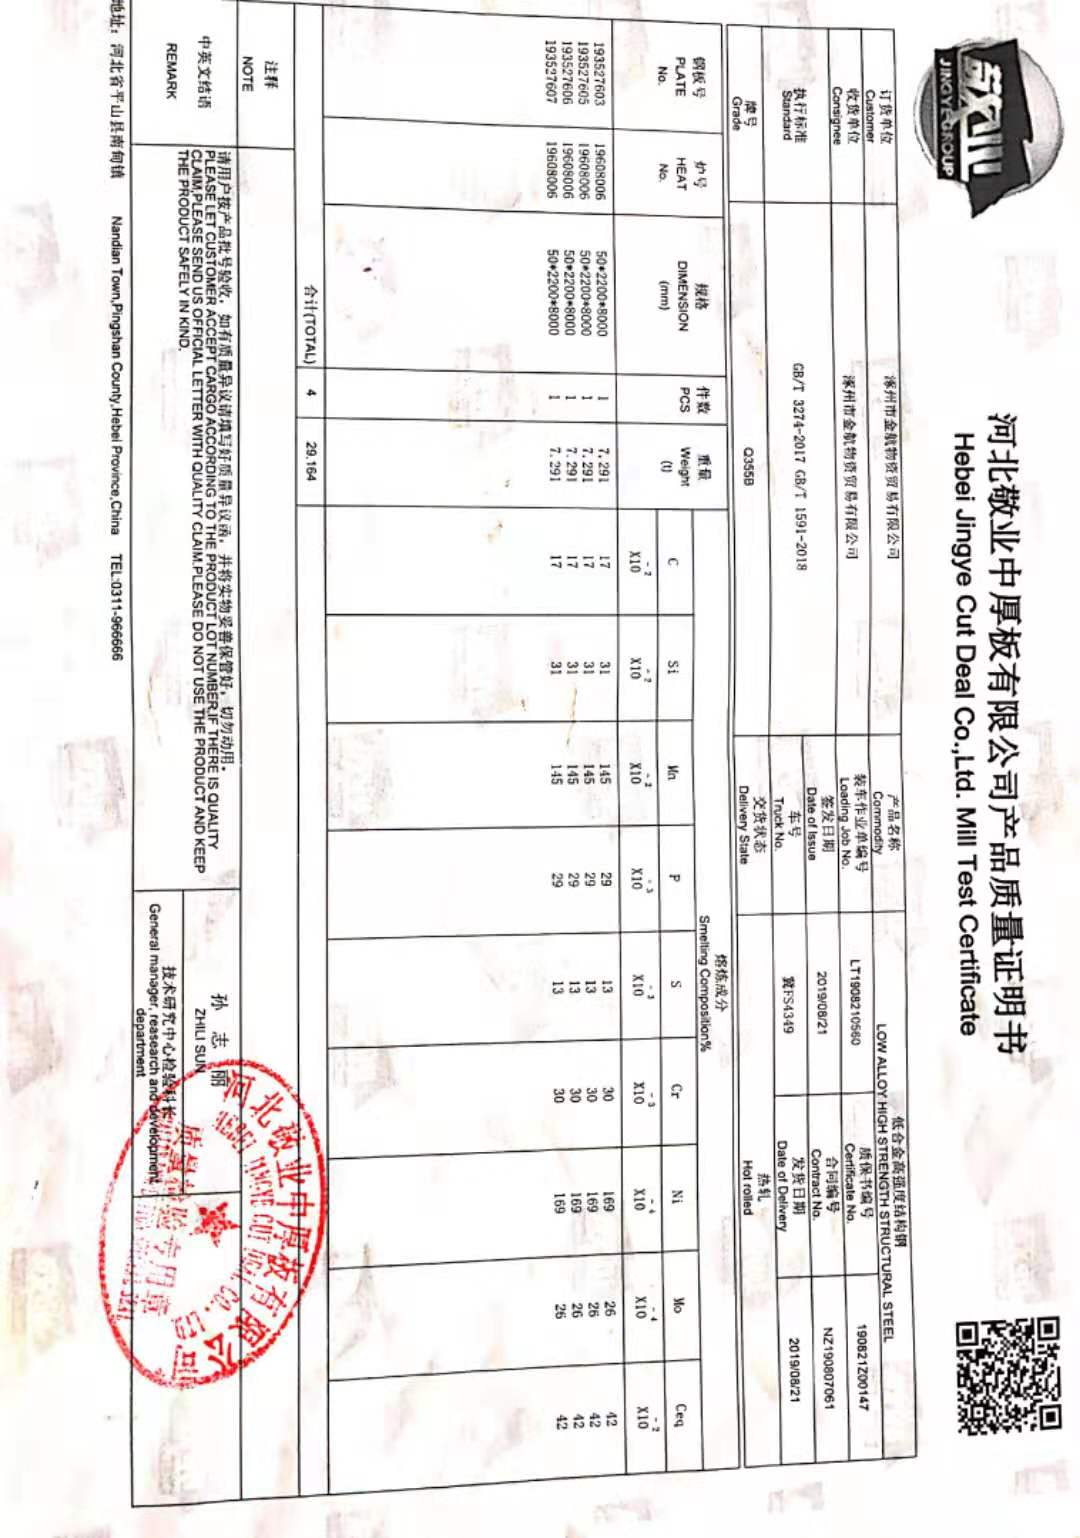 敬业
JINGYE GROUP
河北敬业中厚板有限公司产品质量证明书
Hebei Jingye Cut Deal Co.,Ltd. Mill Test Certificate
订货单位 Customer 涿州市金航物资贸易有限公司 产品名称 Commodity 低合金高强度结构钢 LOW ALLOY HIGH STRENGTH STRUCTURAL STEEL
收货单位 Consignee 涿州市金航物资贸易有限公司 装车作业单编号 Loading Job No. LT1908210560 质保书编号 Certificate No. 190821Z00147
执行标准 Standard GB/T 3274-2017 GB/T 1591-2018 签发日期 Date of Issue 2019/08/21 合同编号 Contract No. NZ190807061
车号 Truck No. 冀FS4349 发货日期 Date of Delivery 2019/08/21
牌号 Grade Q355B 交货状态 Delivery State 热轧 Hot rolled
钢板号 PLATE No. 炉号 HEAT No. 规格 DIMENSION (mm) 件数 PCS 重量 Weight (t) 熔炼成分 Smelting Composition%
C Si Mn P S Cr Ni Mo Ceq
X10-2 X10-2 X10-2 X10-3 X10-3 X10-3 X10-4 X10-4 X10-2
193527603 19608006 50*2200*8000 1 7.291 17 31 145 29 13 30 169 26 42
193527605 19608006 50*2200*8000 1 7.291 17 31 145 29 13 30 169 26 42
193527606 19608006 50*2200*8000 1 7.291 17 31 145 29 13 30 169 26 42
193527607 19608006 50*2200*8000 1 7.291 17 31 145 29 13 30 169 26 42
合计(TOTAL) 4 29.164
注释
NOTE
中英文结语
REMARK
请用户按产品批号验收，如有质量异议请填写好质量异议函，并将实物妥善保管好，切勿动用。
PLEASE LET CUSTOMER ACCEPT CARGO ACCORDING TO THE PRODUCT LOT NUMBER,IF THERE IS QUALITY
CLAIM,PLEASE SEND US OFFICIAL LETTER WITH QUALITY CLAIM.PLEASE DO NOT USE THE PRODUCT AND KEEP
THE PRODUCT SAFELY IN KIND.
孙 志 丽
ZHILI SUN
技术研究中心检验科长
General manager, reasearch and development
department
河北敬业中厚板有限公司
HEBEI JINGYE CUT DEAL CO. LTD
质量检验专用章
地址：河北省平山县南甸镇 Nandian Town,Pingshan County,Hebei Province,China TEL:0311-966666